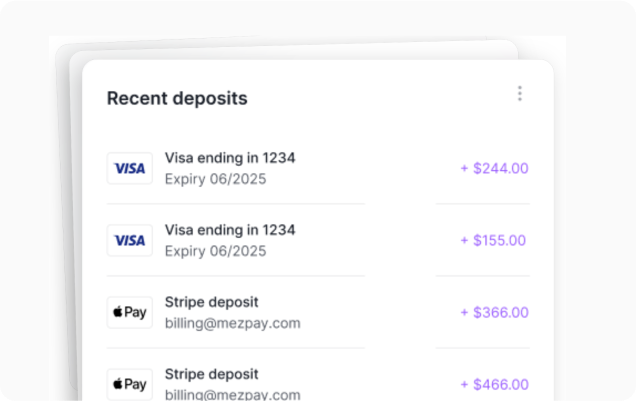 Recent deposits
VISA
Visa ending in 1234
Expiry 06/2025
+ $244.00
VISA
Visa ending in 1234
Expiry 06/2025
+ $155.00
Pay
Stripe deposit
billing@mezpay.com
+ $366.00
Pay
Stripe deposit
billing@mezpay.com
+ $466.00